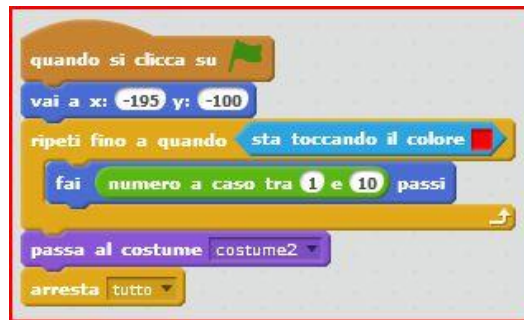 quando si clicca su
vai a x: -195 y: -100
ripeti fino a quando sta toccando il colore
fai numero a caso tra 1 e 10 passi
passa al costume costume2
arresta tutto